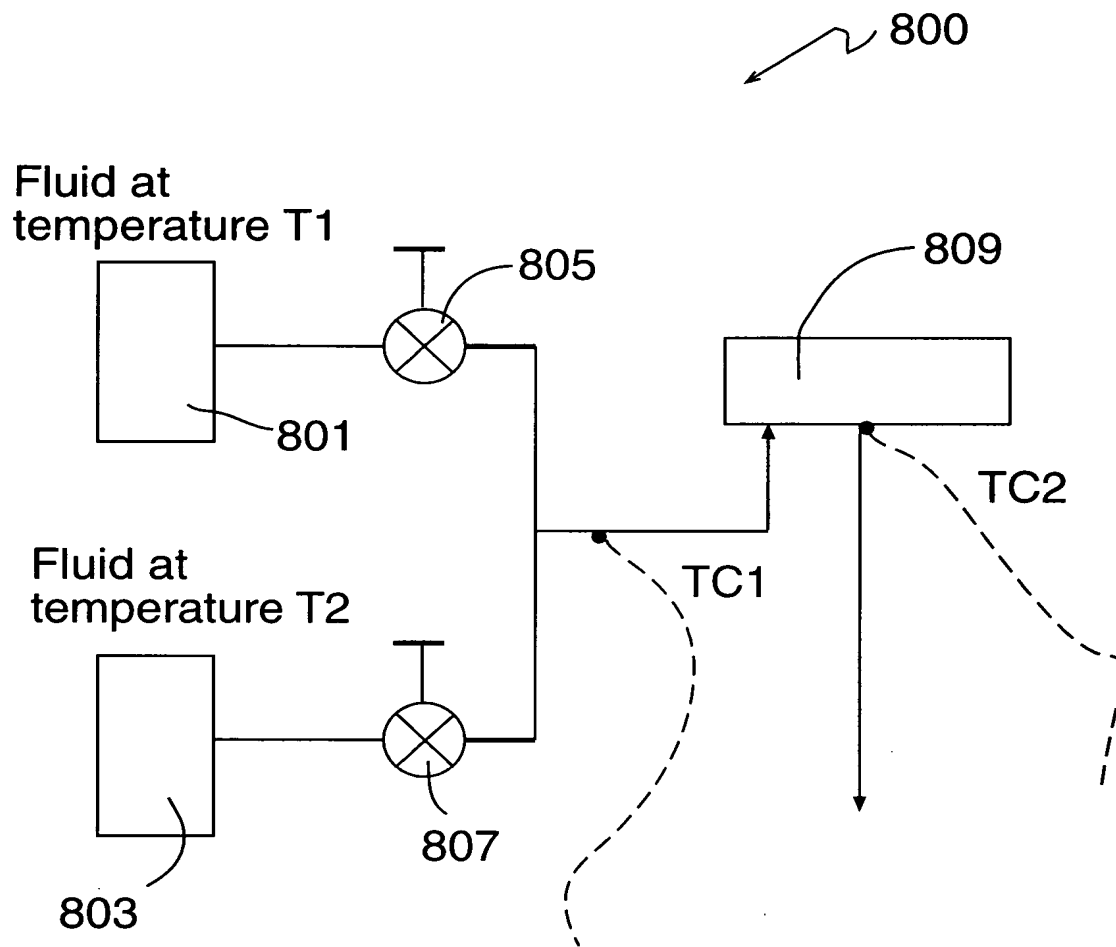 800
Fluid at
temperature T1
805
809
801
TC2
Fluid at
temperature T2
TC1
807
803